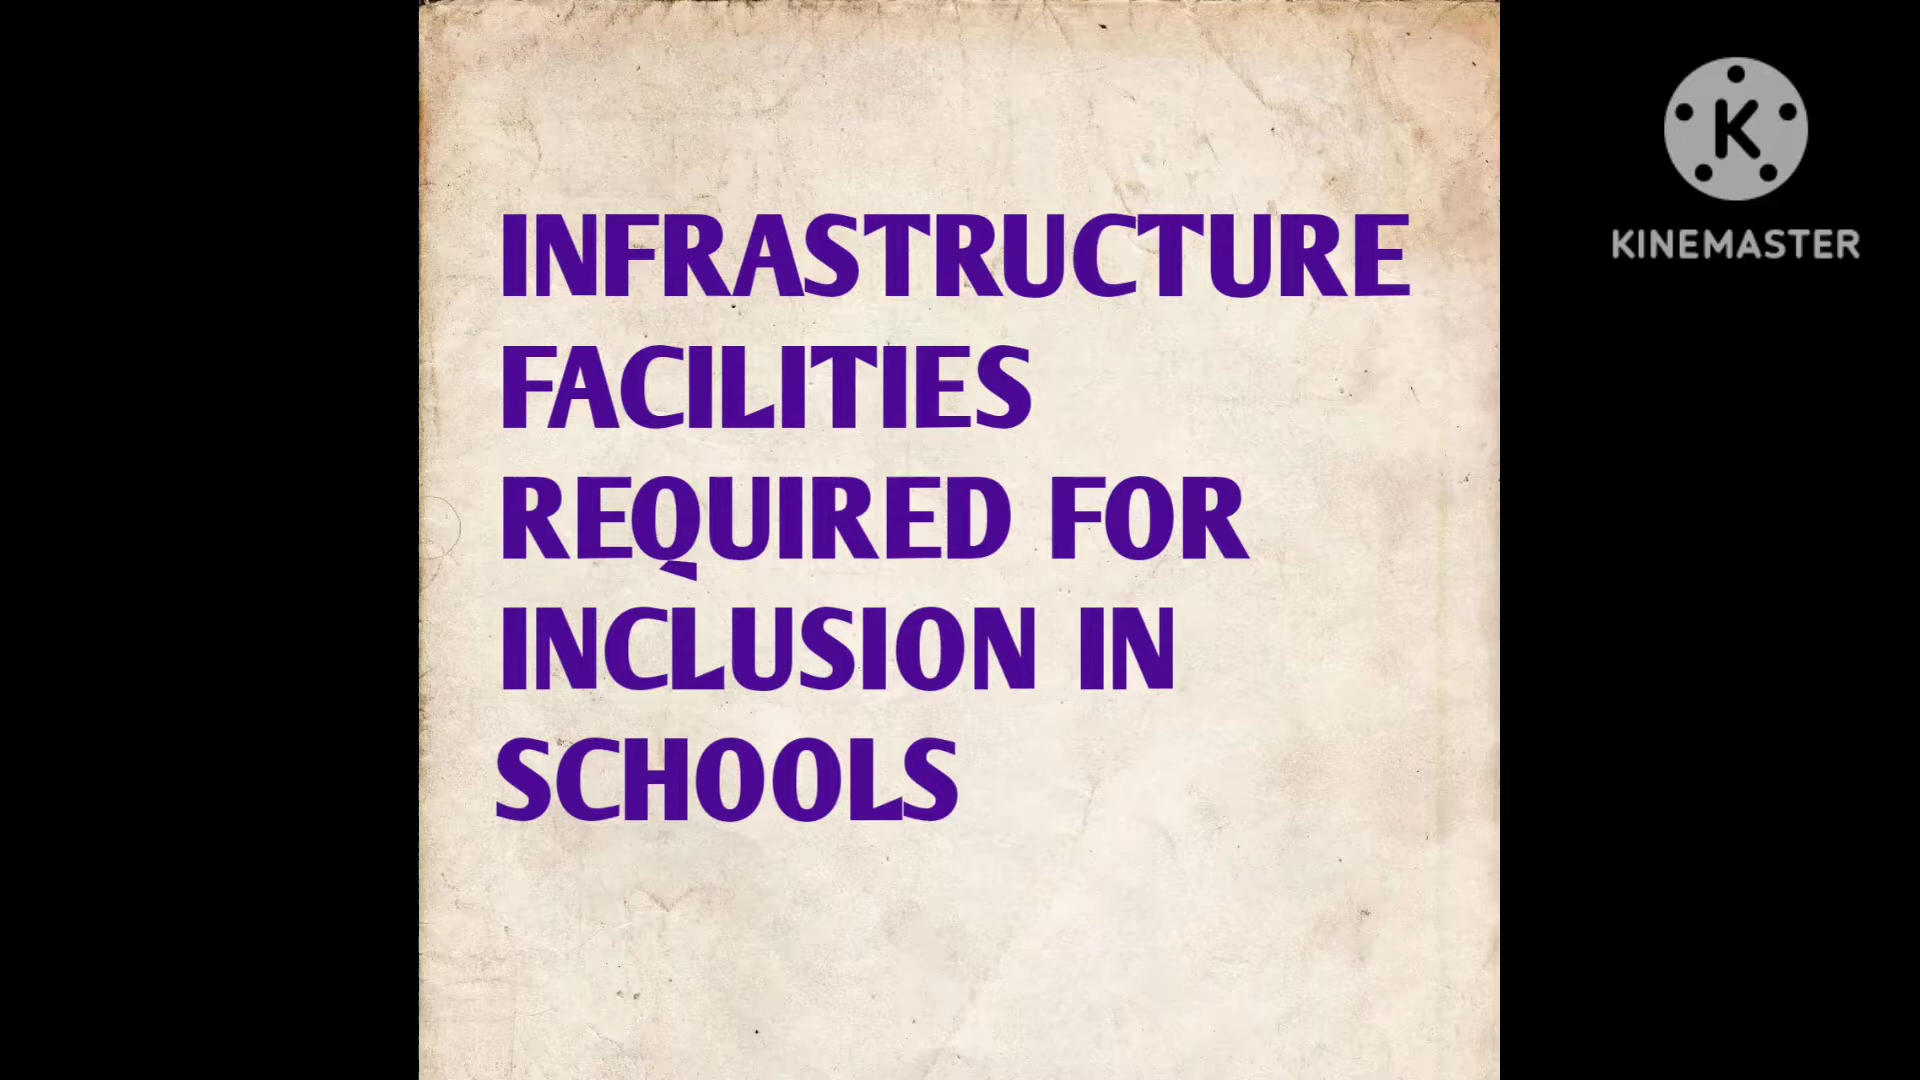 INFRASTRUCTURE
FACILITIES
REQUIRED FOR
INCLUSION IN
SCHOOLS
K
KINEMASTER